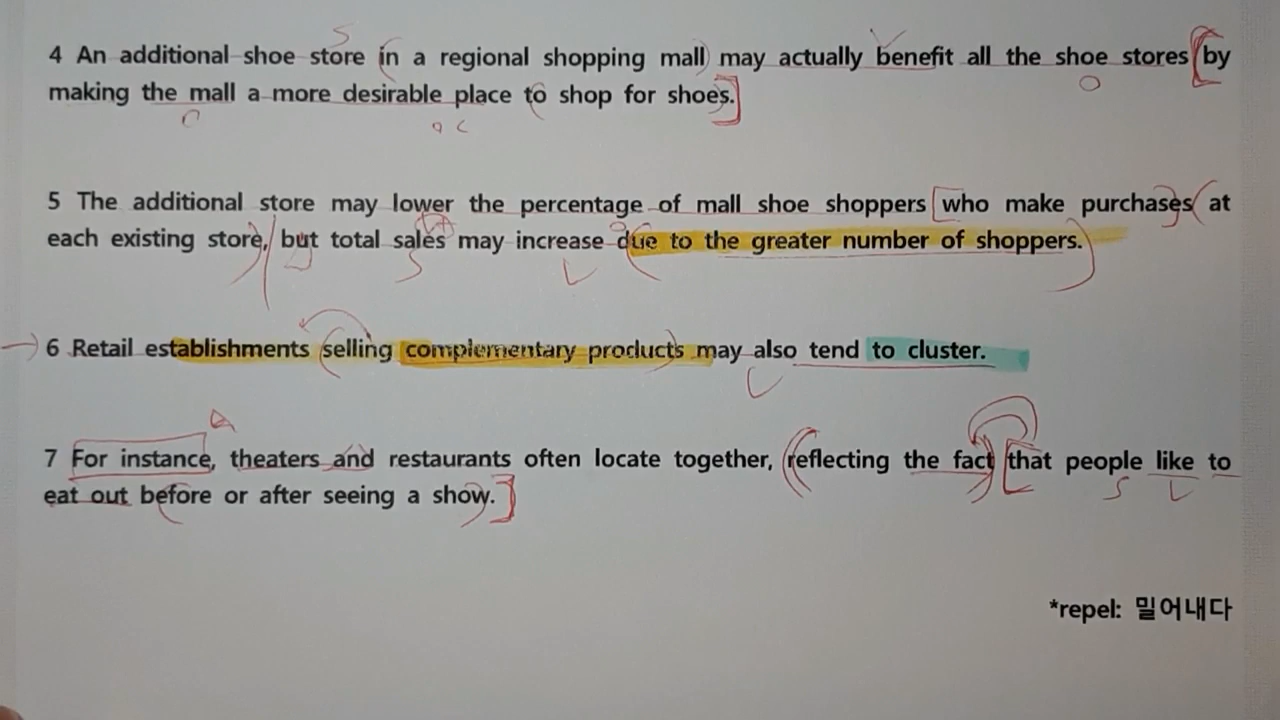 4 An additional shoe store in a regional shopping mall may actually benefit all the shoe stores by
making the mall a more desirable place to shop for shoes.
5 The additional store may lower the percentage of mall shoe shoppers who make purchases at
each existing store, but total sales may increase due to the greater number of shoppers.
6 Retail establishments selling complementary products may also tend to cluster.
7 For instance, theaters and restaurants often locate together, reflecting the fact that people like to
eat out before or after seeing a show.
*repel: 밀어내다